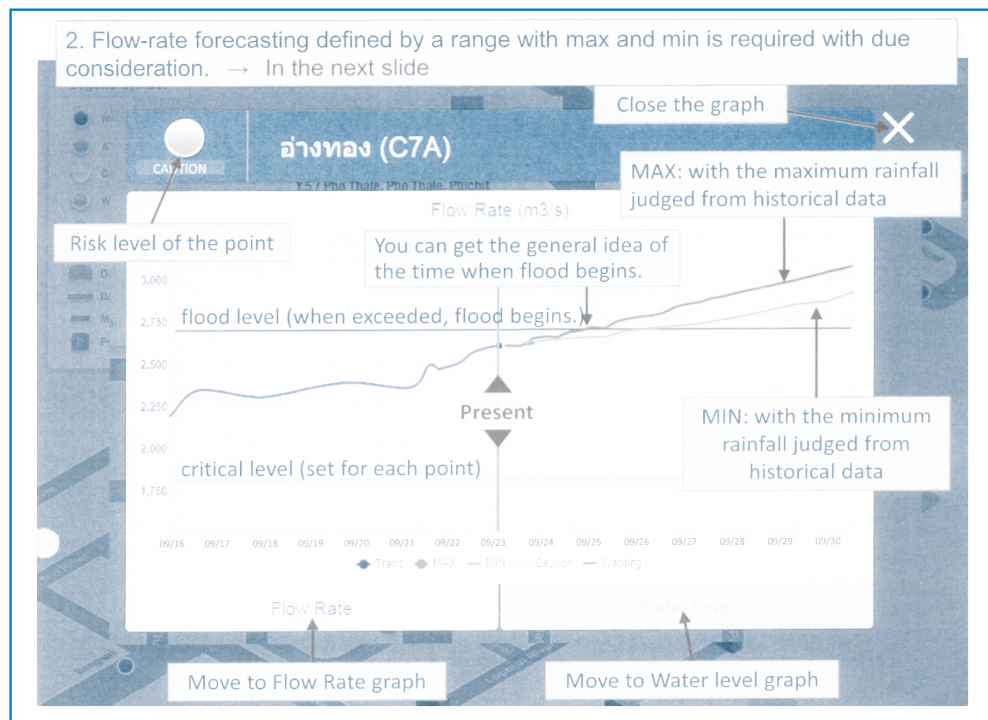 2. Flow-rate forecasting defined by a range with max and min is required with due
consideration. → In the next slide
Close the graph
CAUTION
อ่างทอง (C7A)
Y.5 / Pho Thale, Pho Thale, Phichit
MAX: with the maximum rainfall
judged from historical data
Flow Rate (m3/s)
Risk level of the point
You can get the general idea of
the time when flood begins.
3,000
flood level (when exceeded, flood begins.)
2,750
2,500
2,250
Present
MIN: with the minimum
rainfall judged from
historical data
2,000
critical level (set for each point)
1,750
09/16 09/17 09/18 09/19 09/20 09/21 09/22 09/23 09/24 09/25 09/26 09/27 09/28 09/29 09/30
Trend MAX MIN Caution Warning
Flow Rate
Water Level
Move to Flow Rate graph
Move to Water level graph